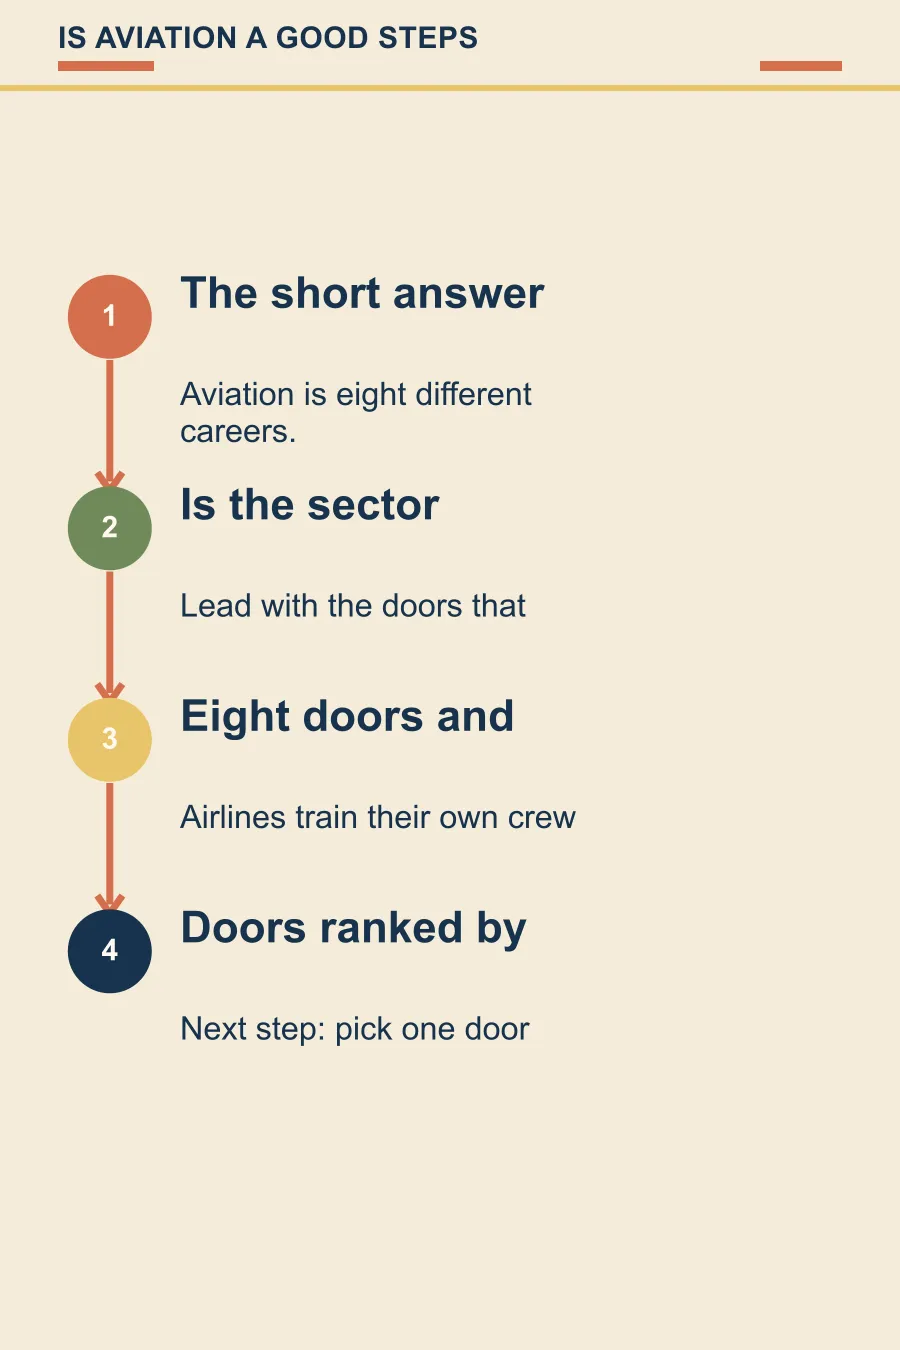 IS AVIATION A GOOD STEPS
1
The short answer
Aviation is eight different
careers.
2
Is the sector
Lead with the doors that
3
Eight doors and
Airlines train their own crew
4
Doors ranked by
Next step: pick one door